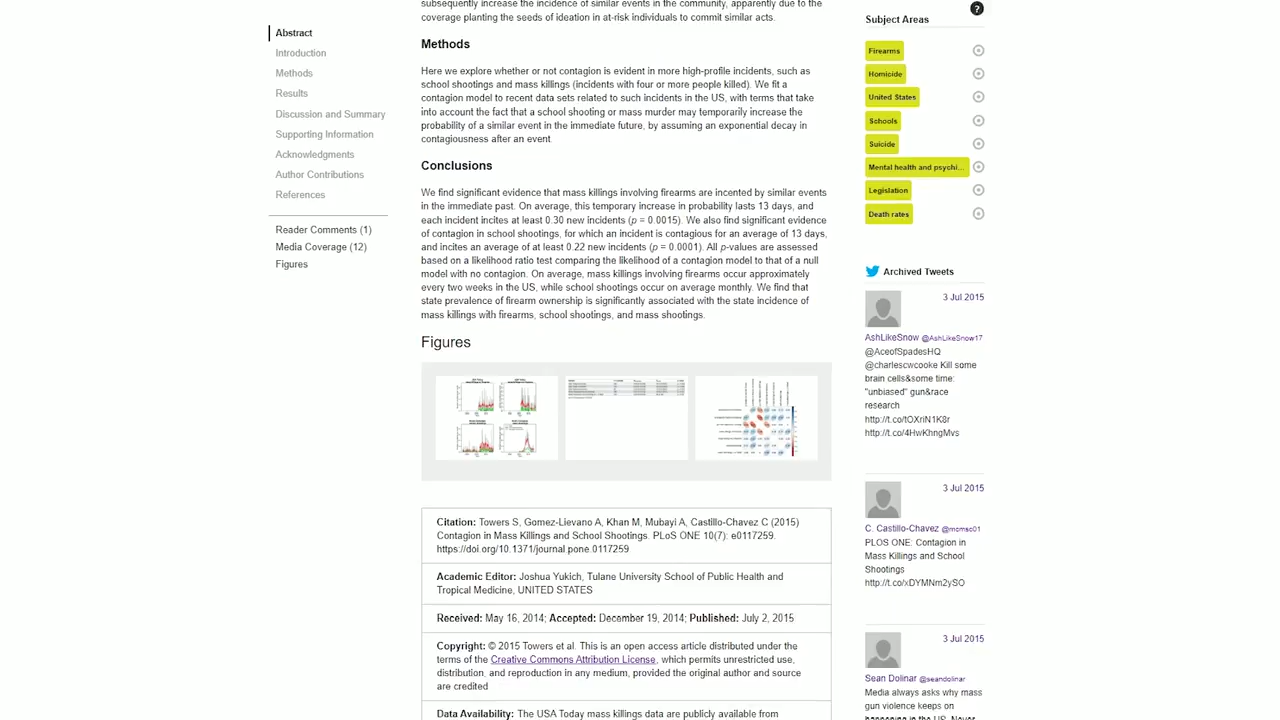 Abstract
Introduction
Methods
Results
Discussion and Summary
Supporting Information
Acknowledgments
Author Contributions
References
Reader Comments (1)
Media Coverage (12)
Figures
subsequently increase the incidence of similar events in the community, apparently due to the
coverage planting the seeds of ideation in at-risk individuals to commit similar acts.
Methods
Here we explore whether or not contagion is evident in more high-profile incidents, such as
school shootings and mass killings (incidents with four or more people killed). We fit a
contagion model to recent data sets related to such incidents in the US, with terms that take
into account the fact that a school shooting or mass murder may temporarily increase the
probability of a similar event in the immediate future, by assuming an exponential decay in
contagiousness after an event.
Conclusions
We find significant evidence that mass killings involving firearms are incented by similar events
in the immediate past. On average, this temporary increase in probability lasts 13 days, and
each incident incites at least 0.30 new incidents (p = 0.0015). We also find significant evidence
of contagion in school shootings, for which an incident is contagious for an average of 13 days,
and incites an average of at least 0.22 new incidents (p = 0.0001). All p-values are assessed
based on a likelihood ratio test comparing the likelihood of a contagion model to that of a null
model with no contagion. On average, mass killings involving firearms occur approximately
every two weeks in the US, while school shootings occur on average monthly. We find that
state prevalence of firearm ownership is significantly associated with the state incidence of
mass killings with firearms, school shootings, and mass shootings.
Figures
Citation: Towers S, Gomez-Lievano A, Khan M, Mubayi A, Castillo-Chavez C (2015)
Contagion in Mass Killings and School Shootings. PLoS ONE 10(7): e0117259.
https://doi.org/10.1371/journal.pone.0117259
Academic Editor: Joshua Yukich, Tulane University School of Public Health and
Tropical Medicine, UNITED STATES
Received: May 16, 2014; Accepted: December 19, 2014; Published: July 2, 2015
Copyright: © 2015 Towers et al. This is an open access article distributed under the
terms of the Creative Commons Attribution License, which permits unrestricted use,
distribution, and reproduction in any medium, provided the original author and source
are credited
Data Availability: The USA Today mass killings data are publicly available from
?
Subject Areas
Firearms
Homicide
United States
Schools
Suicide
Mental health and psychi...
Legislation
Death rates
Archived Tweets
3 Jul 2015
AshLikeSnow @AshLikeSnow17
@AceofSpadesHQ
@charlescwcooke Kill some
brain cells&some time:
"unbiased" gun&race
research
http://t.co/tOXriN1K8r
http://t.co/4HwKhngMvs
3 Jul 2015
C. Castillo-Chavez @mcmsc01
PLOS ONE: Contagion in
Mass Killings and School
Shootings
http://t.co/xDYMNm2ySO
3 Jul 2015
Sean Dolinar @seandolinar
Media always asks why mass
gun violence keeps on
happening in the US. Never